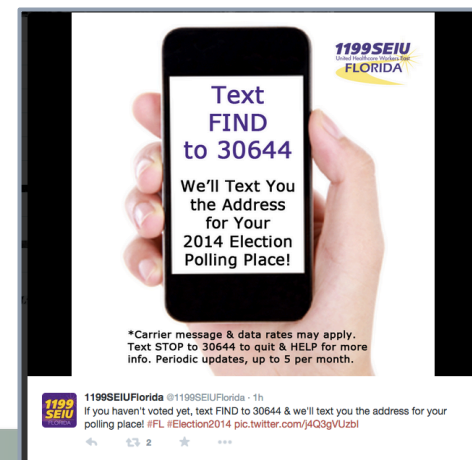 1199SEIU
United Healthcare Workers East
FLORIDA
Text
FIND
to 30644
We'll Text You
the Address
for Your
2014 Election
Polling Place!
*Carrier message & data rates may apply.
Text STOP to 30644 to quit & HELP for more
info. Periodic updates, up to 5 per month.
1199
SEIU
FLORIDA
1199SEIUFlorida @1199SEIUFlorida · 1h
If you haven't voted yet, text FIND to 30644 & we'll text you the address for your
polling place! #FL #Election2014 pic.twitter.com/j4Q3gVUzbI
2